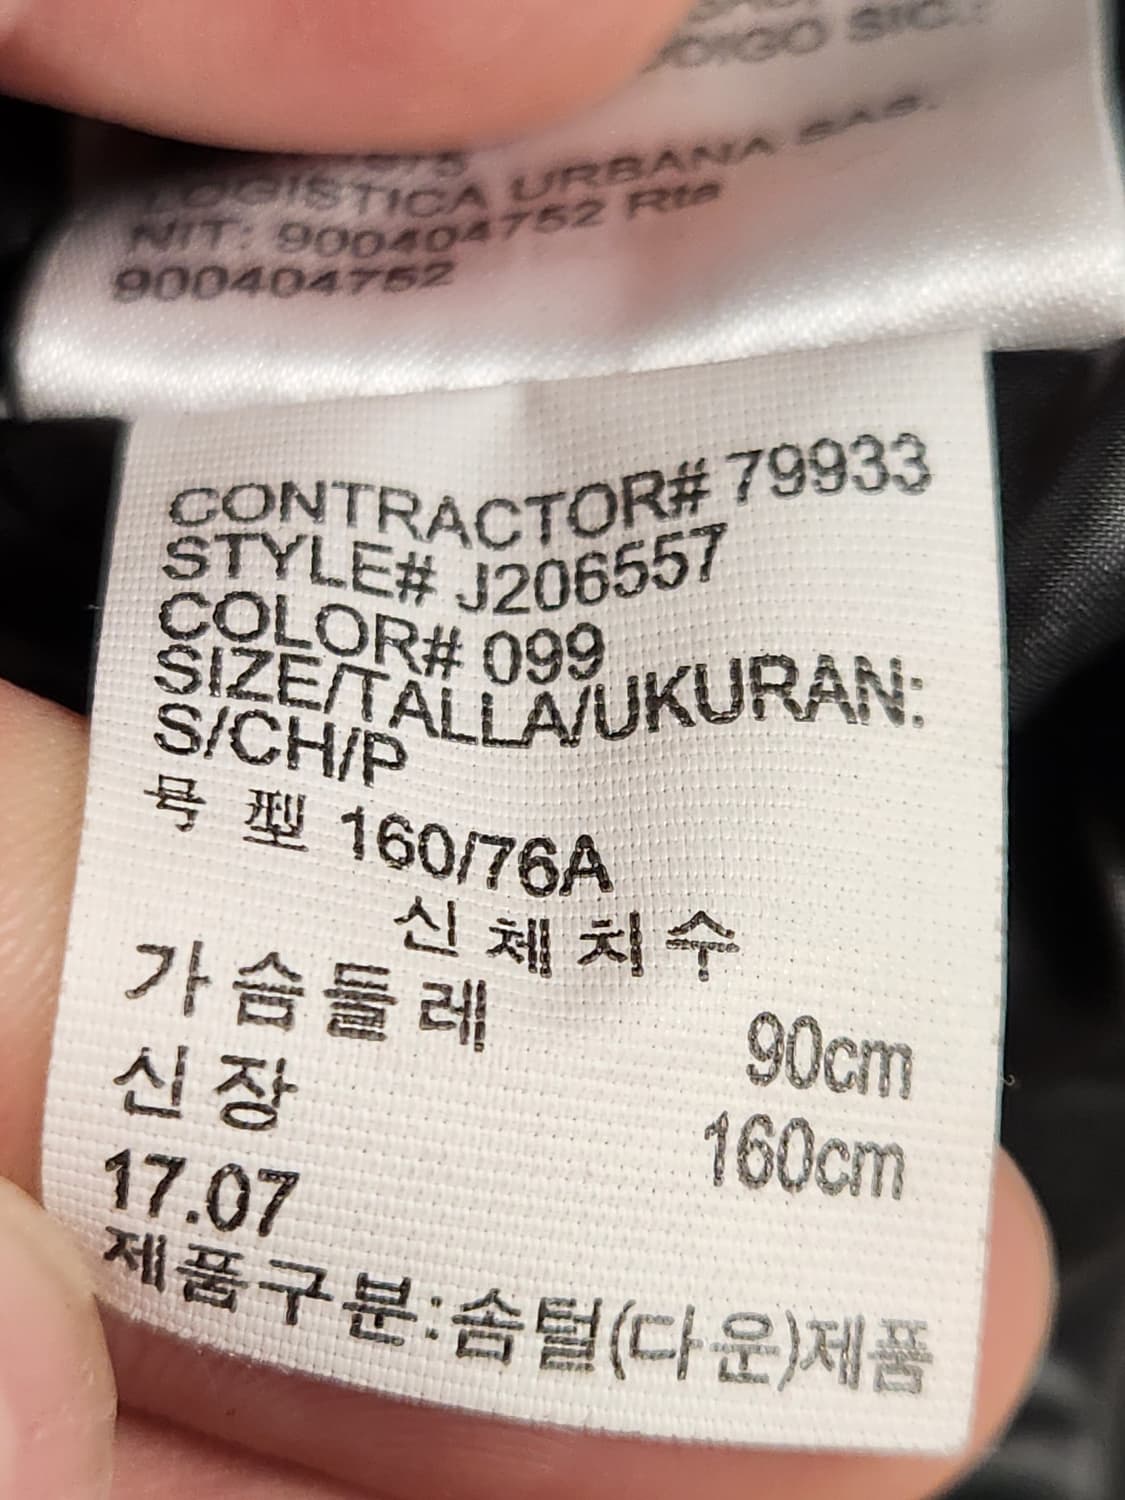 LOGISTICA URBANA SAS.
NIT: 900404752 Rte
900404752
CONTRACTOR# 79933
STYLE# J206557
COLOR# 099
SIZE/TALLA/UKURAN:
S/CH/P
号 型 160/76A
신체치수
가슴둘레 90cm
신장 160cm
17.07
제품구분:솜털(다운)제품